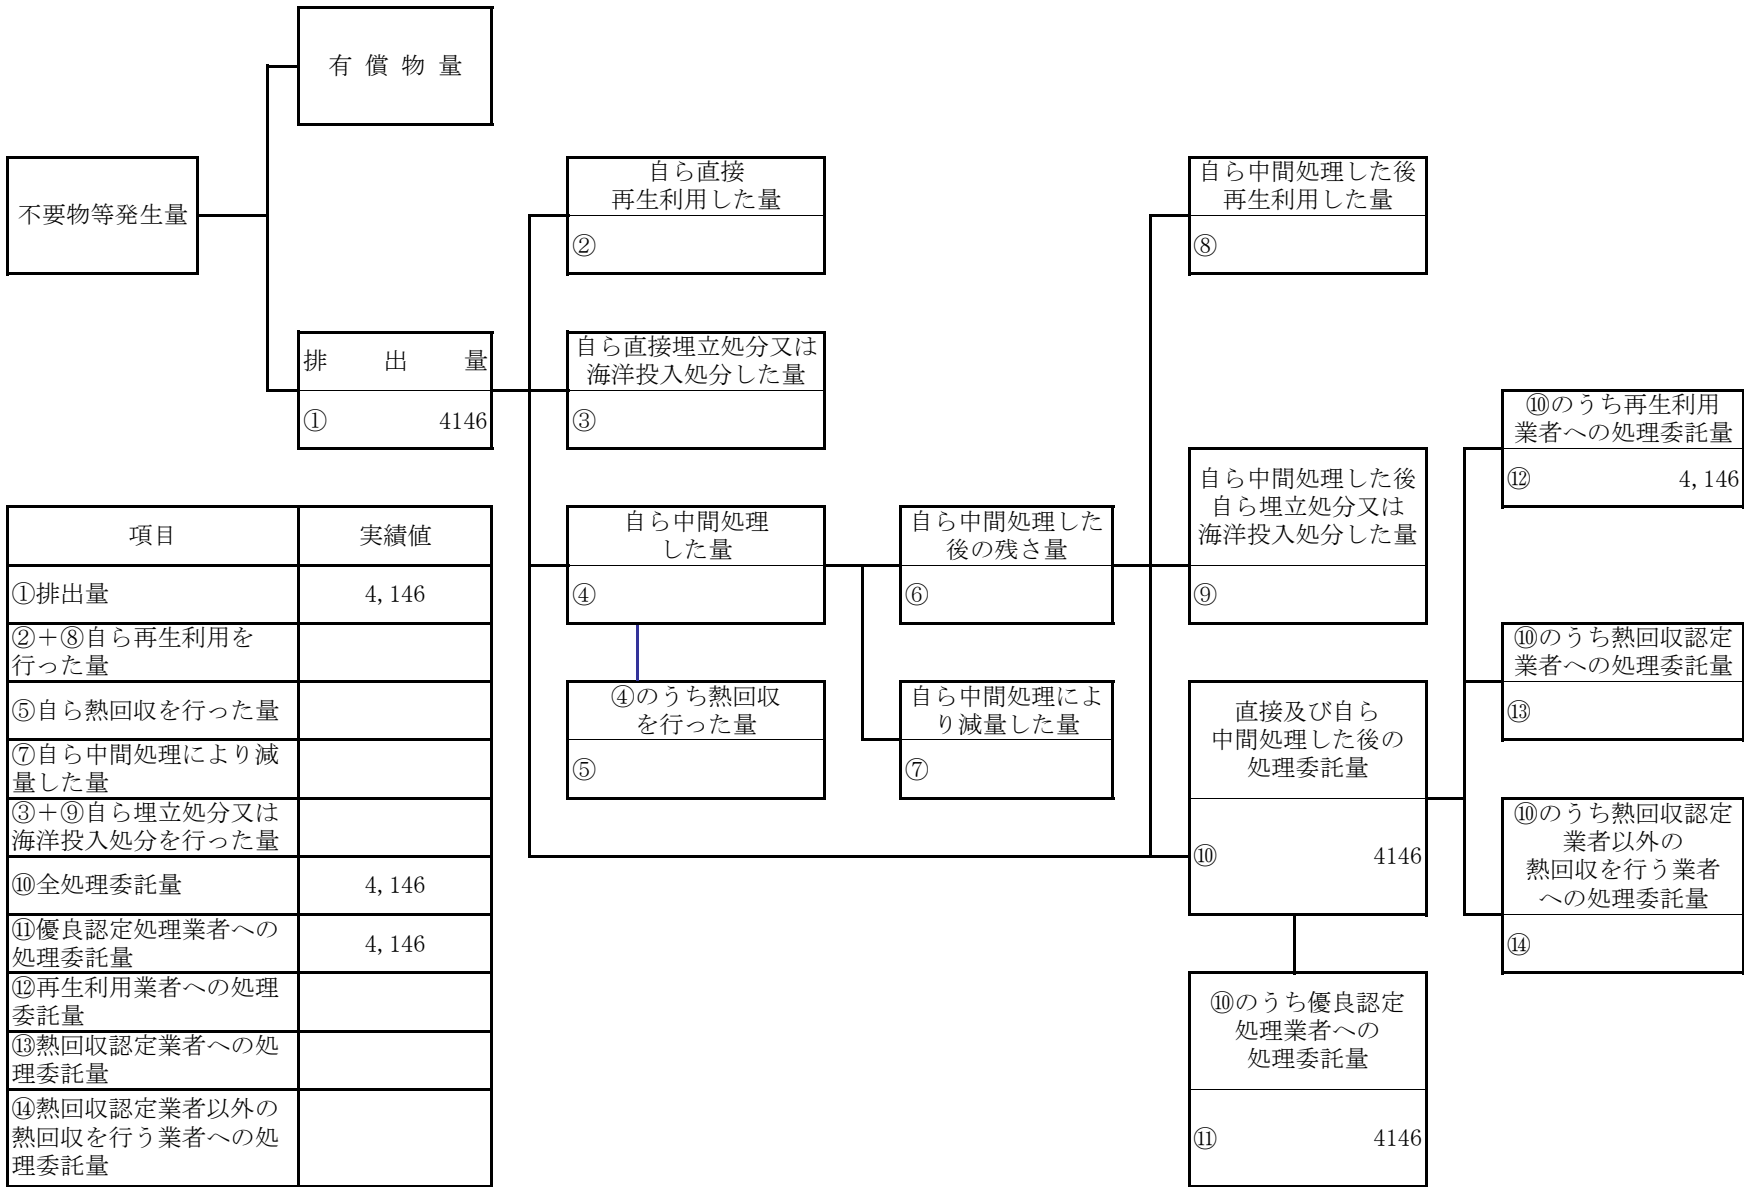 有償物量
不要物等発生量
自ら直接
再生利用した量
②
自ら中間処理した後
再生利用した量
⑧
排出量
① 4146
自ら直接埋立処分又は
海洋投入処分した量
③
⑩のうち再生利用
業者への処理委託量
⑫ 4,146
自ら中間処理した後
自ら埋立処分又は
海洋投入処分した量
⑨
自ら中間処理
した量
④
自ら中間処理した
後の残さ量
⑥
⑩のうち熱回収認定
業者への処理委託量
⑬
④のうち熱回収
を行った量
⑤
自ら中間処理によ
り減量した量
⑦
直接及び自ら
中間処理した後の
処理委託量
⑩ 4146
⑩のうち熱回収認定
業者以外の
熱回収を行う業者
への処理委託量
⑭
⑩のうち優良認定
処理業者への
処理委託量
⑪ 4146
項目 実績値
①排出量 4,146
②＋⑧自ら再生利用を
行った量
⑤自ら熱回収を行った量
⑦自ら中間処理により減
量した量
③＋⑨自ら埋立処分又は
海洋投入処分を行った量
⑩全処理委託量 4,146
⑪優良認定処理業者への
処理委託量 4,146
⑫再生利用業者への処理
委託量
⑬熱回収認定業者への処
理委託量
⑭熱回収認定業者以外の
熱回収を行う業者への処
理委託量